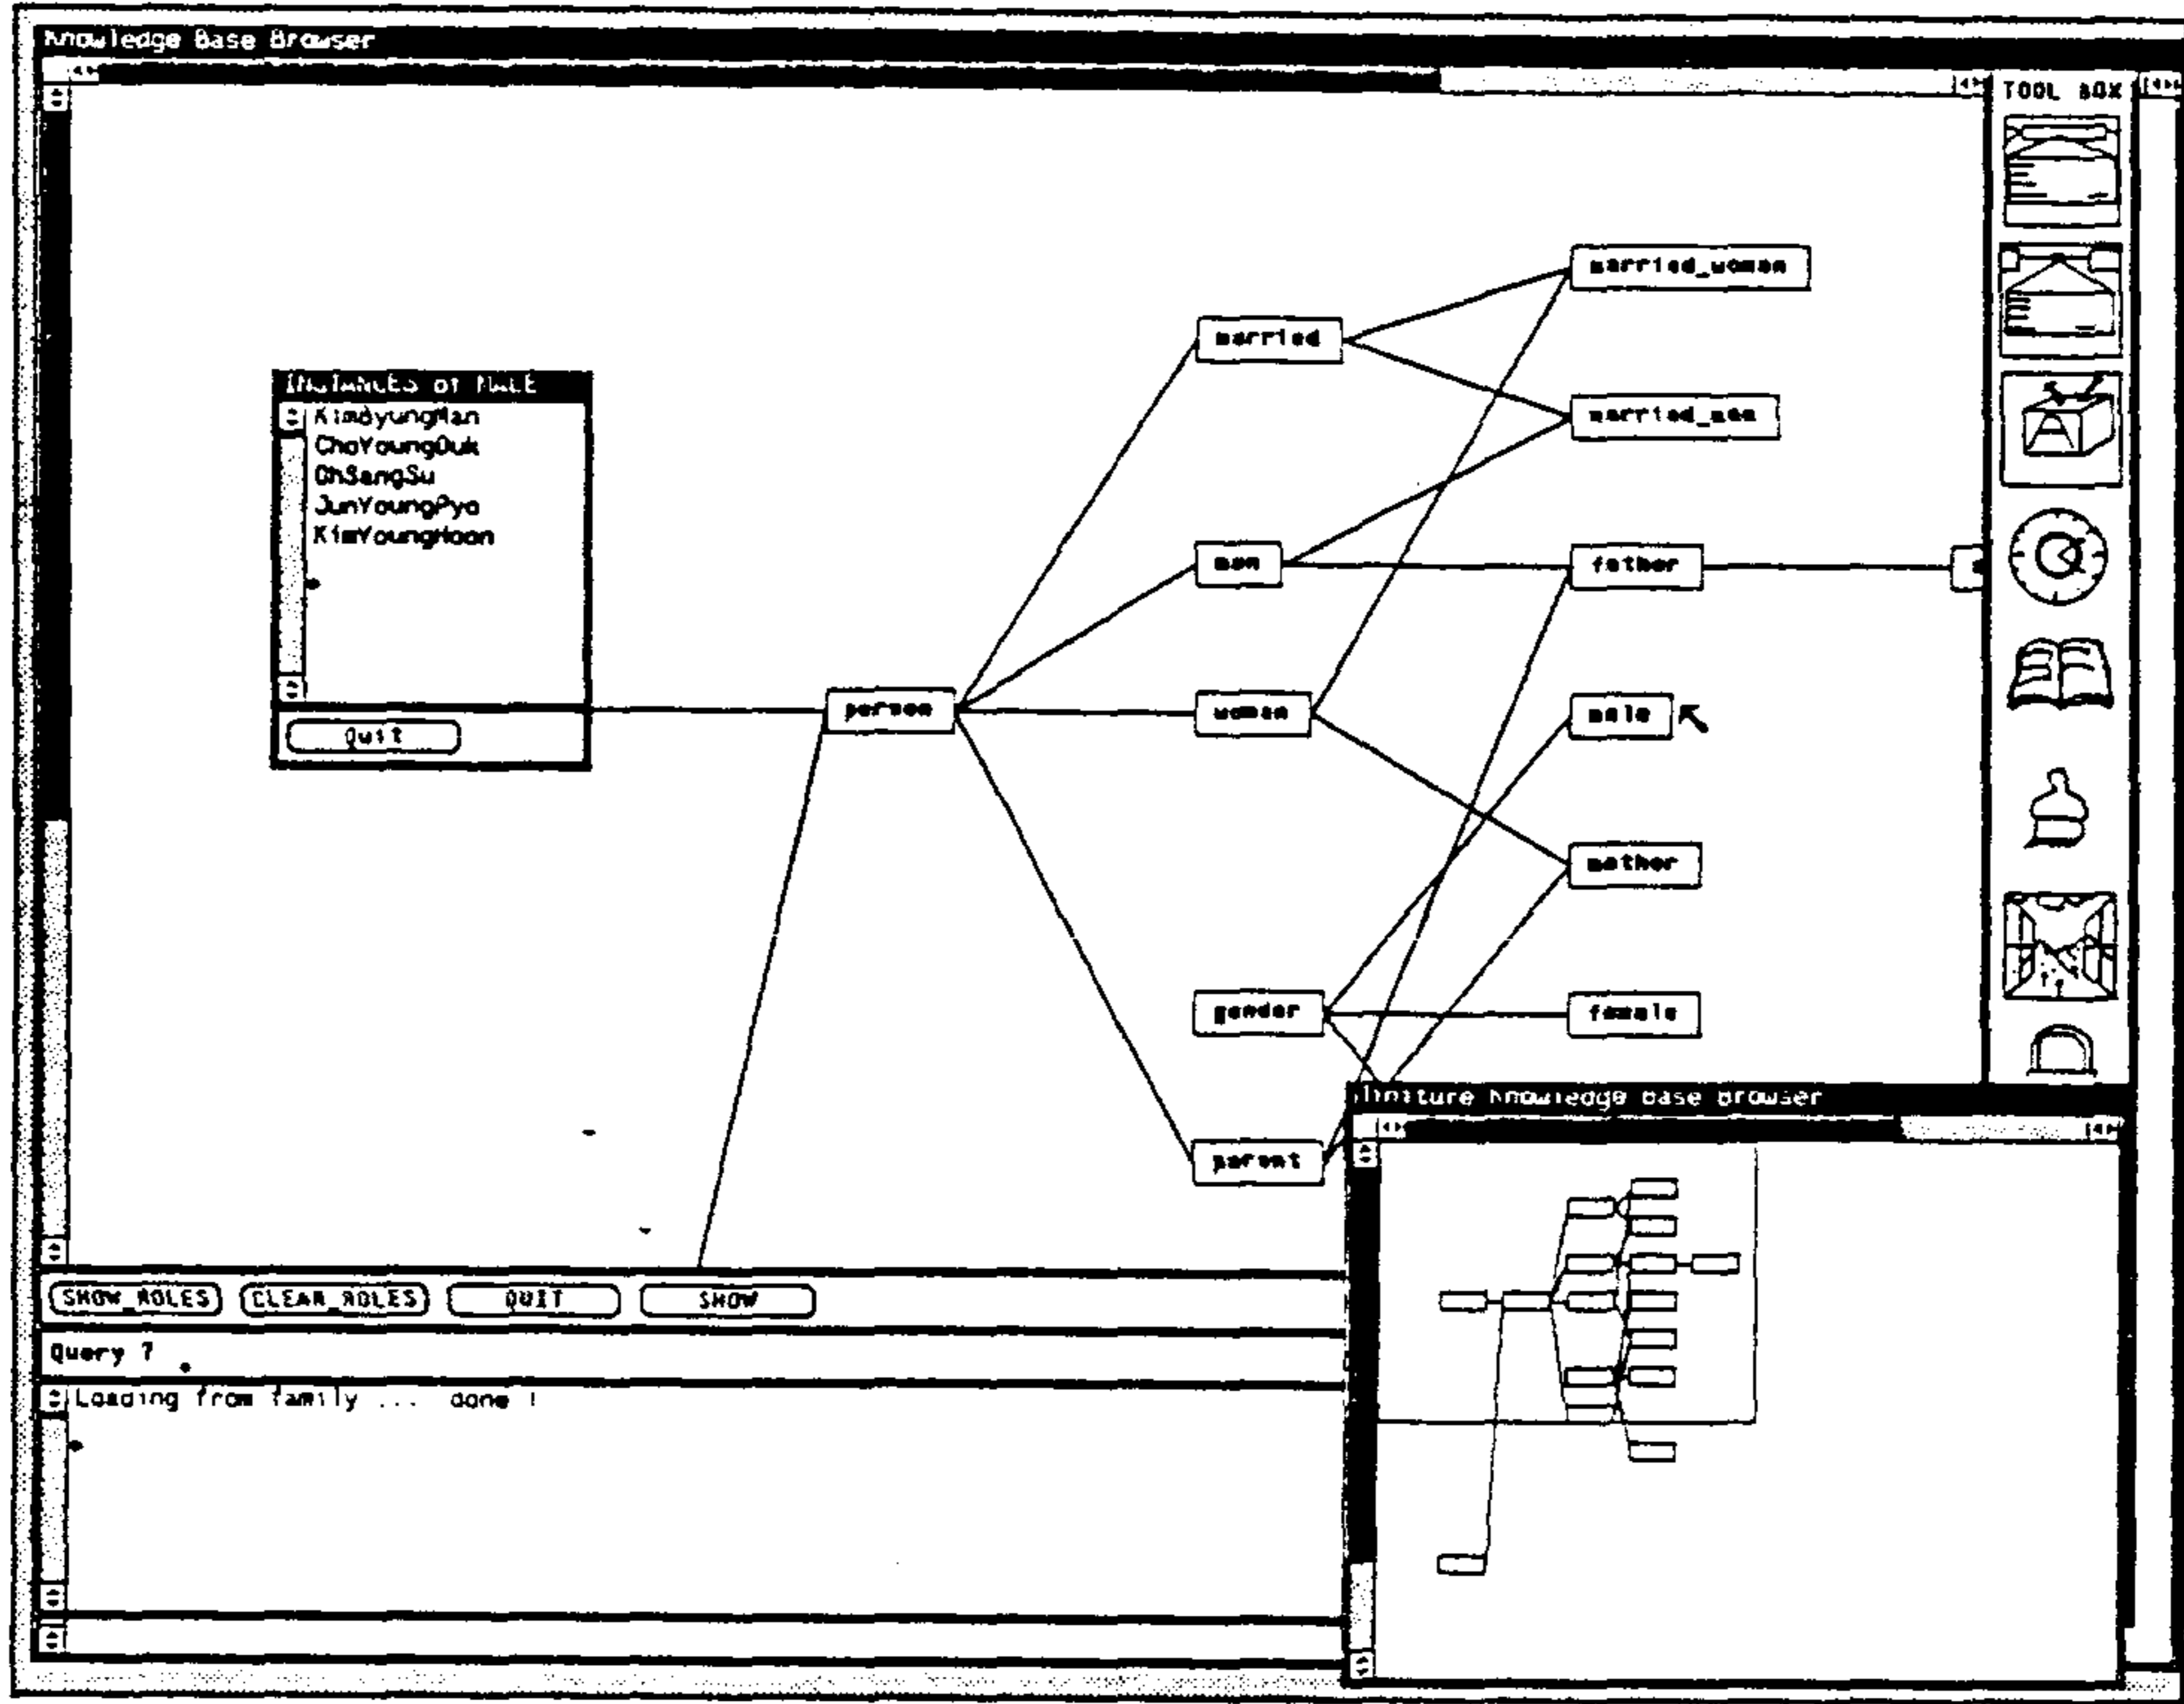 Knowledge Base Browser
TOOL BOX
married_woman
married
INSTANCES of MALE
KimByungMan
ChoYoungDuk
OhSangSu
JunYoungPyo
KimYoungHoon
Quit
married_man
man
father
person
woman
male
mother
gender
female
parent
Miniture Knowledge Base Browser
SHOW_ROLES
CLEAR_ROLES
QUIT
SHOW
Query ?
Loading from family ... done !